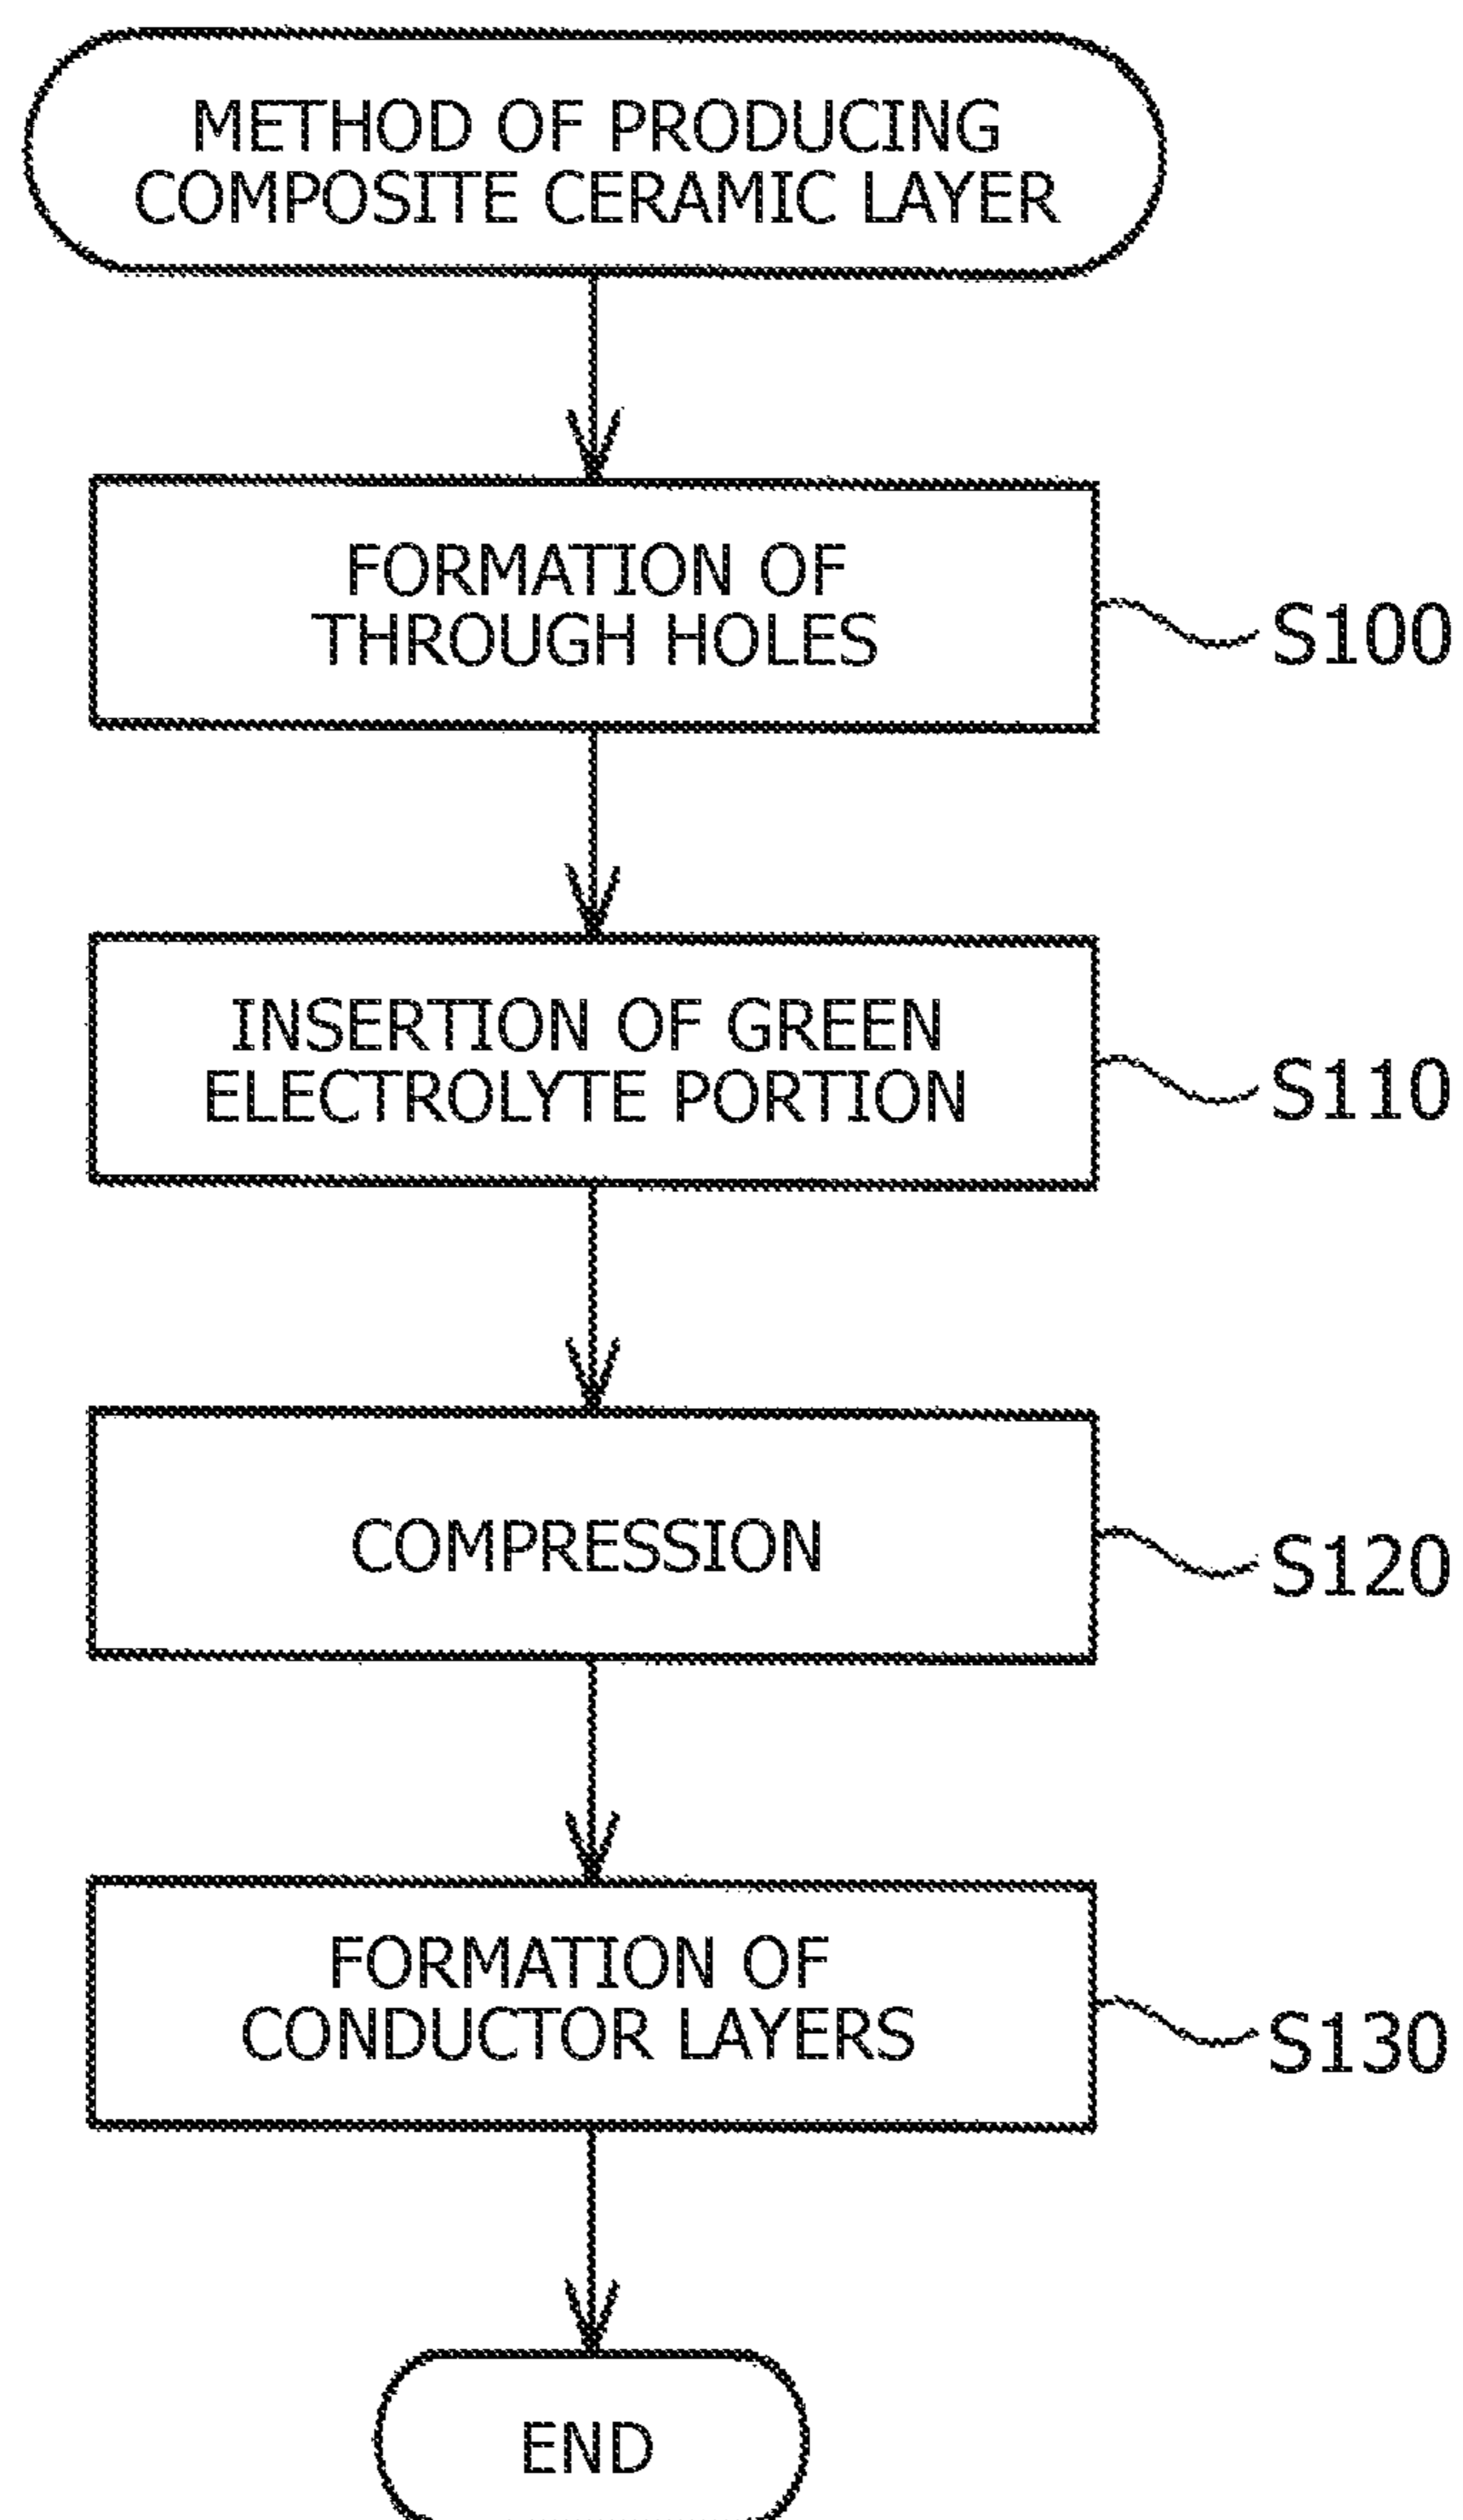 METHOD OF PRODUCING
COMPOSITE CERAMIC LAYER
FORMATION OF
THROUGH HOLES
S100
INSERTION OF GREEN
ELECTROLYTE PORTION
S110
COMPRESSION
S120
FORMATION OF
CONDUCTOR LAYERS
S130
END